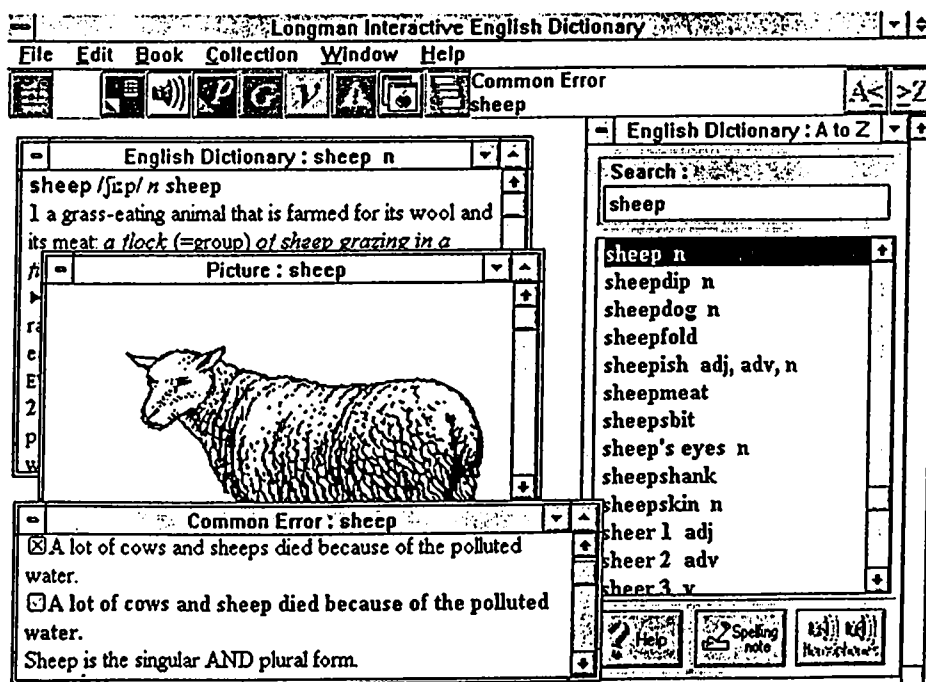 Longman Interactive English Dictionary
File Edit Book Collection Window Help
P G V A
Common Error
sheep
A< >Z
English Dictionary : sheep n
sheep /ʃiːp/ n sheep
1 a grass-eating animal that is farmed for its wool and
its meat: a flock (=group) of sheep grazing in a
Picture : sheep
2
Common Error : sheep
☒A lot of cows and sheeps died because of the polluted
water.
A lot of cows and sheep died because of the polluted
water.
Sheep is the singular AND plural form.
English Dictionary : A to Z
Search :
sheep
sheep n
sheepdip n
sheepdog n
sheepfold
sheepish adj, adv, n
sheepmeat
sheepsbit
sheep's eyes n
sheepshank
sheepskin n
sheer 1 adj
sheer 2 adv
sheer 3 v
Help
Spelling
note